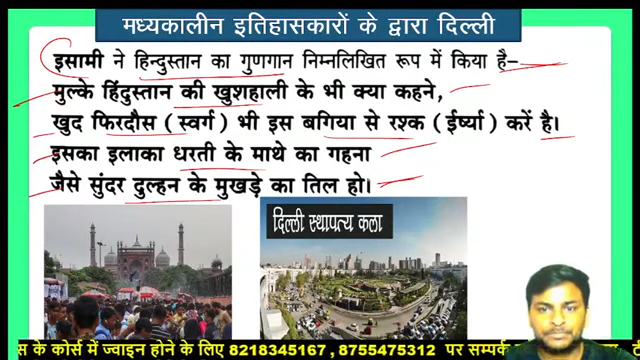 मध्यकालीन इतिहासकारों के द्वारा दिल्ली
इसामी ने हिन्दुस्तान का गुणगान निम्नलिखित रूप में किया है-
मुल्के हिंदुस्तान की खुशहाली के भी क्या कहने,
खुद फिरदौस (स्वर्ग) भी इस बगिया से रश्क (ईर्ष्या) करें है।
इसका इलाका धरती के माथे का गहना
जैसे सुंदर दुल्हन के मुखड़े का तिल हो।
दिल्ली स्थापत्य कला
स के कोर्स में ज्वाइन होने के लिए 8218345167 , 8755475312 पर सम्पर्क